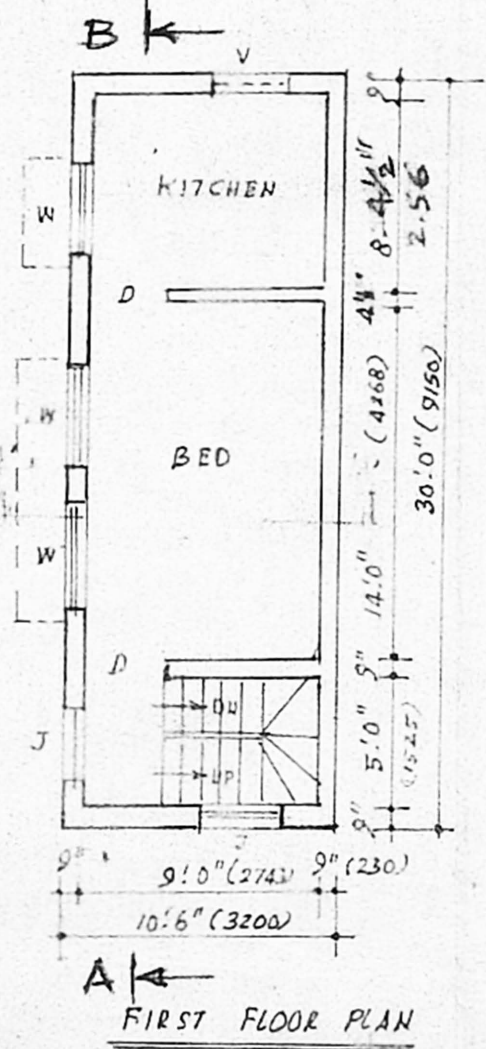 B
V
9"
KITCHEN
8-4½"
2.56
W
D
4½"
W
(4268)
30'.0" (9150)
BED
W
14'.0"
D
9"
J
DN
UP
5'.0"
(1525)
9"
J
9"
9'.0" (2743)
9" (230)
10'.6" (3200)
A
FIRST FLOOR PLAN